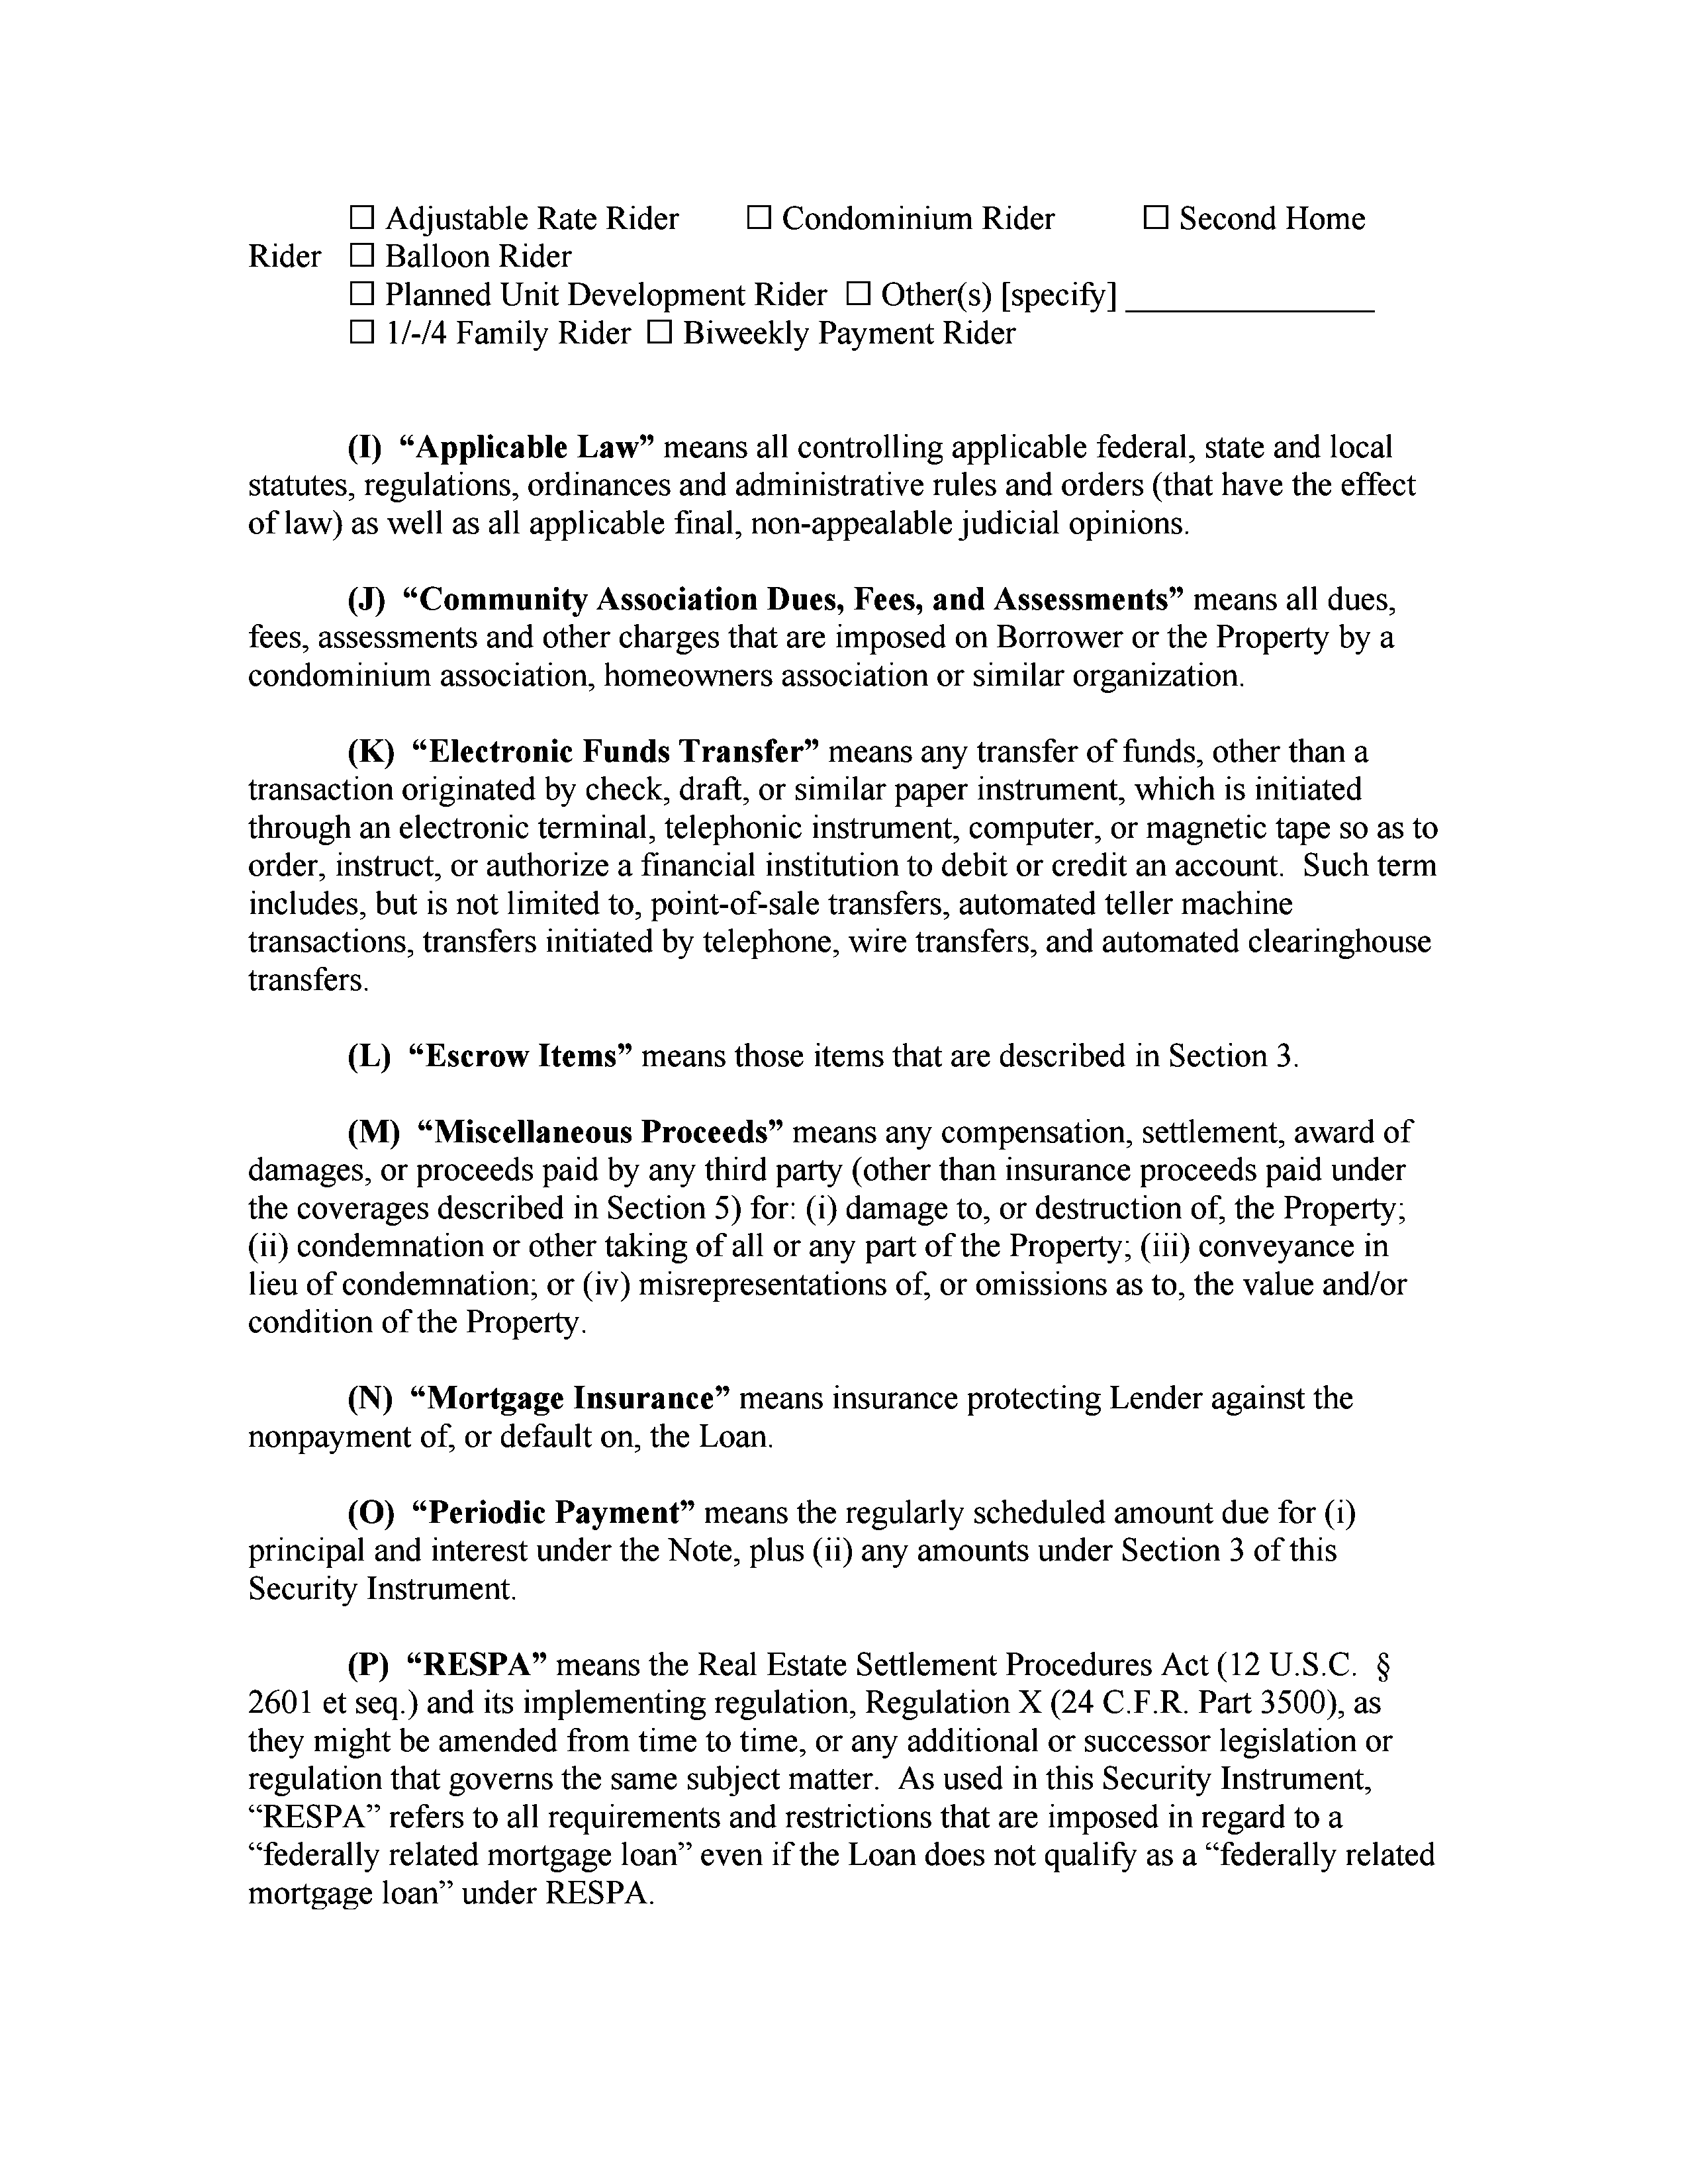 ☐ Adjustable Rate Rider ☐ Condominium Rider ☐ Second Home
Rider ☐ Balloon Rider
☐ Planned Unit Development Rider ☐ Other(s) [specify] _______________
☐ 1/-/4 Family Rider ☐ Biweekly Payment Rider
(I) “Applicable Law” means all controlling applicable federal, state and local
statutes, regulations, ordinances and administrative rules and orders (that have the effect
of law) as well as all applicable final, non-appealable judicial opinions.
(J) “Community Association Dues, Fees, and Assessments” means all dues,
fees, assessments and other charges that are imposed on Borrower or the Property by a
condominium association, homeowners association or similar organization.
(K) “Electronic Funds Transfer” means any transfer of funds, other than a
transaction originated by check, draft, or similar paper instrument, which is initiated
through an electronic terminal, telephonic instrument, computer, or magnetic tape so as to
order, instruct, or authorize a financial institution to debit or credit an account. Such term
includes, but is not limited to, point-of-sale transfers, automated teller machine
transactions, transfers initiated by telephone, wire transfers, and automated clearinghouse
transfers.
(L) “Escrow Items” means those items that are described in Section 3.
(M) “Miscellaneous Proceeds” means any compensation, settlement, award of
damages, or proceeds paid by any third party (other than insurance proceeds paid under
the coverages described in Section 5) for: (i) damage to, or destruction of, the Property;
(ii) condemnation or other taking of all or any part of the Property; (iii) conveyance in
lieu of condemnation; or (iv) misrepresentations of, or omissions as to, the value and/or
condition of the Property.
(N) “Mortgage Insurance” means insurance protecting Lender against the
nonpayment of, or default on, the Loan.
(O) “Periodic Payment” means the regularly scheduled amount due for (i)
principal and interest under the Note, plus (ii) any amounts under Section 3 of this
Security Instrument.
(P) “RESPA” means the Real Estate Settlement Procedures Act (12 U.S.C. §
2601 et seq.) and its implementing regulation, Regulation X (24 C.F.R. Part 3500), as
they might be amended from time to time, or any additional or successor legislation or
regulation that governs the same subject matter. As used in this Security Instrument,
“RESPA” refers to all requirements and restrictions that are imposed in regard to a
“federally related mortgage loan” even if the Loan does not qualify as a “federally related
mortgage loan” under RESPA.